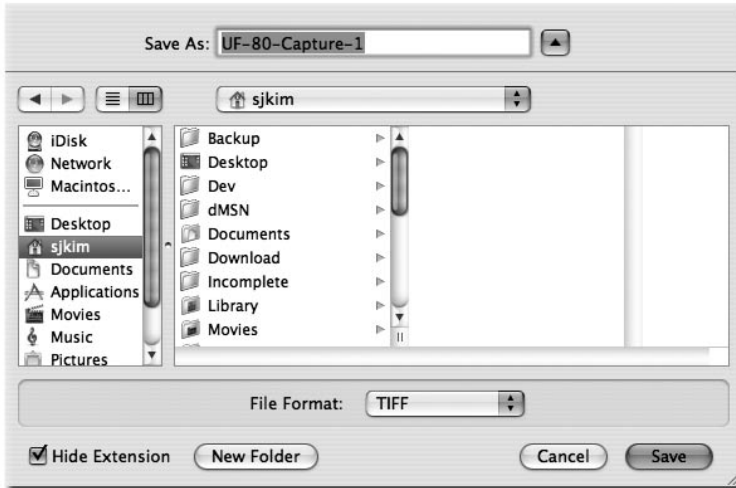 Save As: UF-80-Capture-1
sjkim
iDisk
Network
Macintos...
Desktop
sjkim
Documents
Applications
Movies
Music
Pictures
Backup
Desktop
Dev
dMSN
Documents
Download
Incomplete
Library
Movies
File Format: TIFF
Hide Extension New Folder Cancel Save